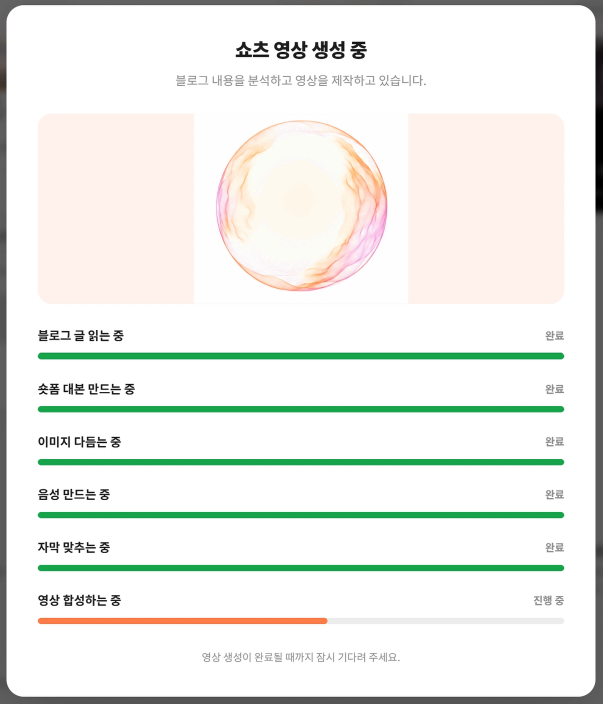 쇼츠 영상 생성 중
블로그 내용을 분석하고 영상을 제작하고 있습니다.
블로그 글 읽는 중 완료
숏폼 대본 만드는 중 완료
이미지 다듬는 중 완료
음성 만드는 중 완료
자막 맞추는 중 완료
영상 합성하는 중 진행 중
영상 생성이 완료될 때까지 잠시 기다려 주세요.